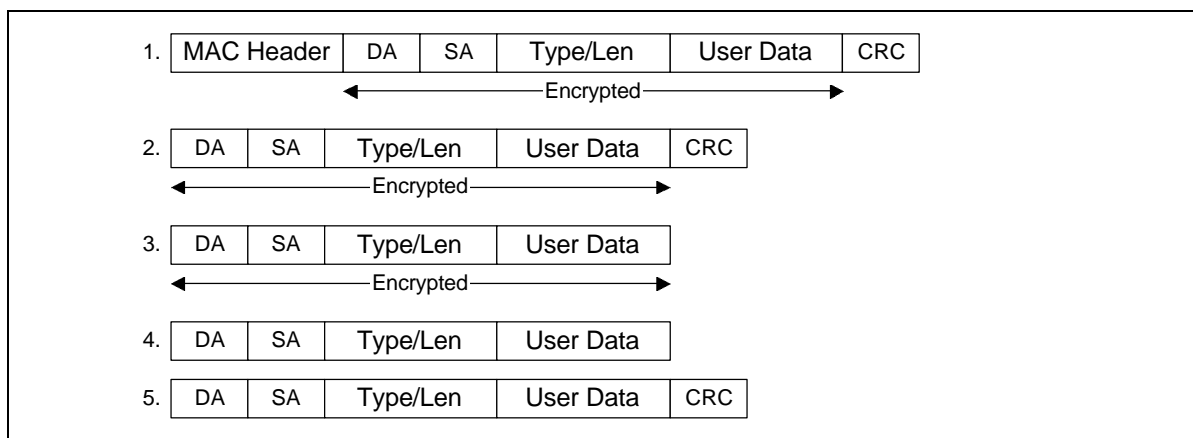 1. MAC Header DA SA Type/Len User Data CRC
Encrypted
2. DA SA Type/Len User Data CRC
Encrypted
3. DA SA Type/Len User Data
Encrypted
4. DA SA Type/Len User Data
5. DA SA Type/Len User Data CRC